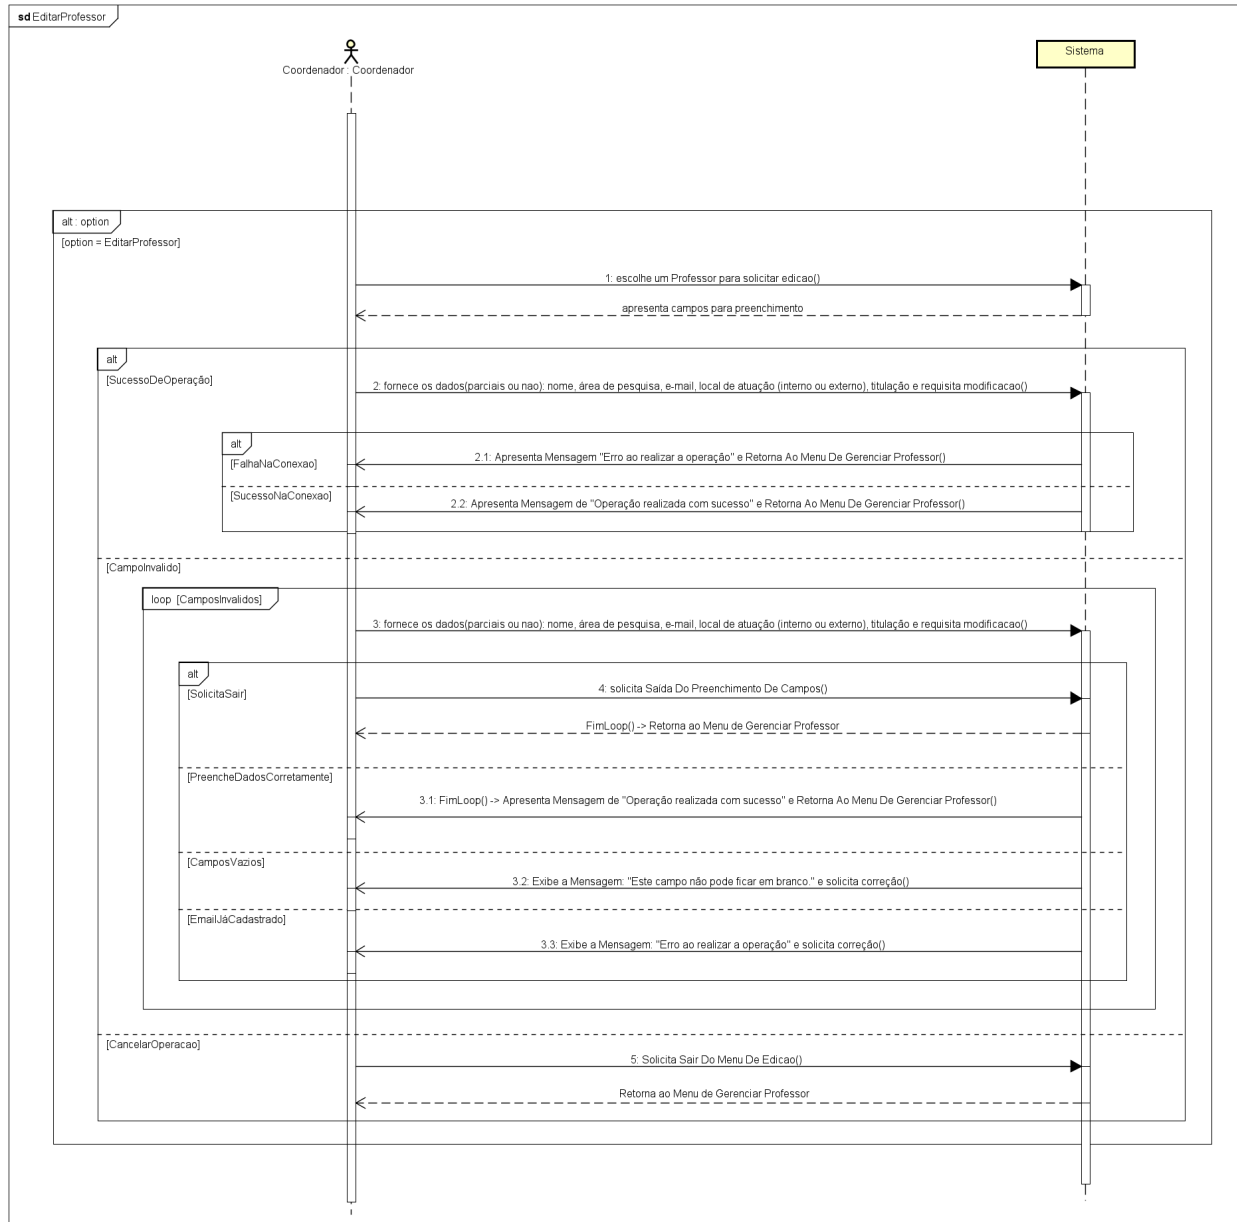 sd EditarProfessor
Coordenador : Coordenador
Sistema
alt : option
[option = EditarProfessor]
1: escolhe um Professor para solicitar edicao()
apresenta campos para preenchimento
alt
[SucessoDeOperação]
2: fornece os dados(parciais ou nao): nome, área de pesquisa, e-mail, local de atuação (interno ou externo), titulação e requisita modificacao()
alt
[FalhaNaConexao]
2.1: Apresenta Mensagem "Erro ao realizar a operação" e Retorna Ao Menu De Gerenciar Professor()
[SucessoNaConexao]
2.2: Apresenta Mensagem de "Operação realizada com sucesso" e Retorna Ao Menu De Gerenciar Professor()
[CampoInvalido]
loop [CamposInvalidos]
3: fornece os dados(parciais ou nao): nome, área de pesquisa, e-mail, local de atuação (interno ou externo), titulação e requisita modificacao()
alt
[SolicitaSair]
4: solicita Saída Do Preenchimento De Campos()
FimLoop() -> Retorna ao Menu de Gerenciar Professor
[PreencheDadosCorretamente]
3.1: FimLoop() -> Apresenta Mensagem de "Operação realizada com sucesso" e Retorna Ao Menu De Gerenciar Professor()
[CamposVazios]
3.2: Exibe a Mensagem: "Este campo não pode ficar em branco." e solicita correção()
[EmailJáCadastrado]
3.3: Exibe a Mensagem: "Erro ao realizar a operação" e solicita correção()
[CancelarOperacao]
5: Solicita Sair Do Menu De Edicao()
Retorna ao Menu de Gerenciar Professor